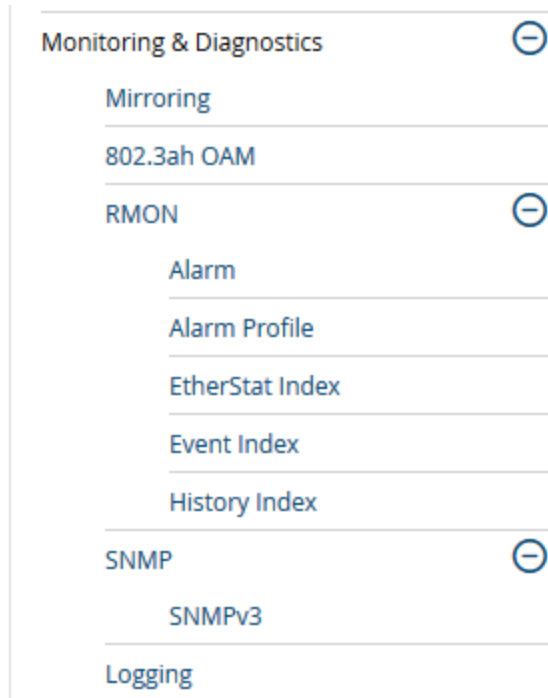 Monitoring & Diagnostics
Mirroring
802.3ah OAM
RMON
Alarm
Alarm Profile
EtherStat Index
Event Index
History Index
SNMP
SNMPv3
Logging